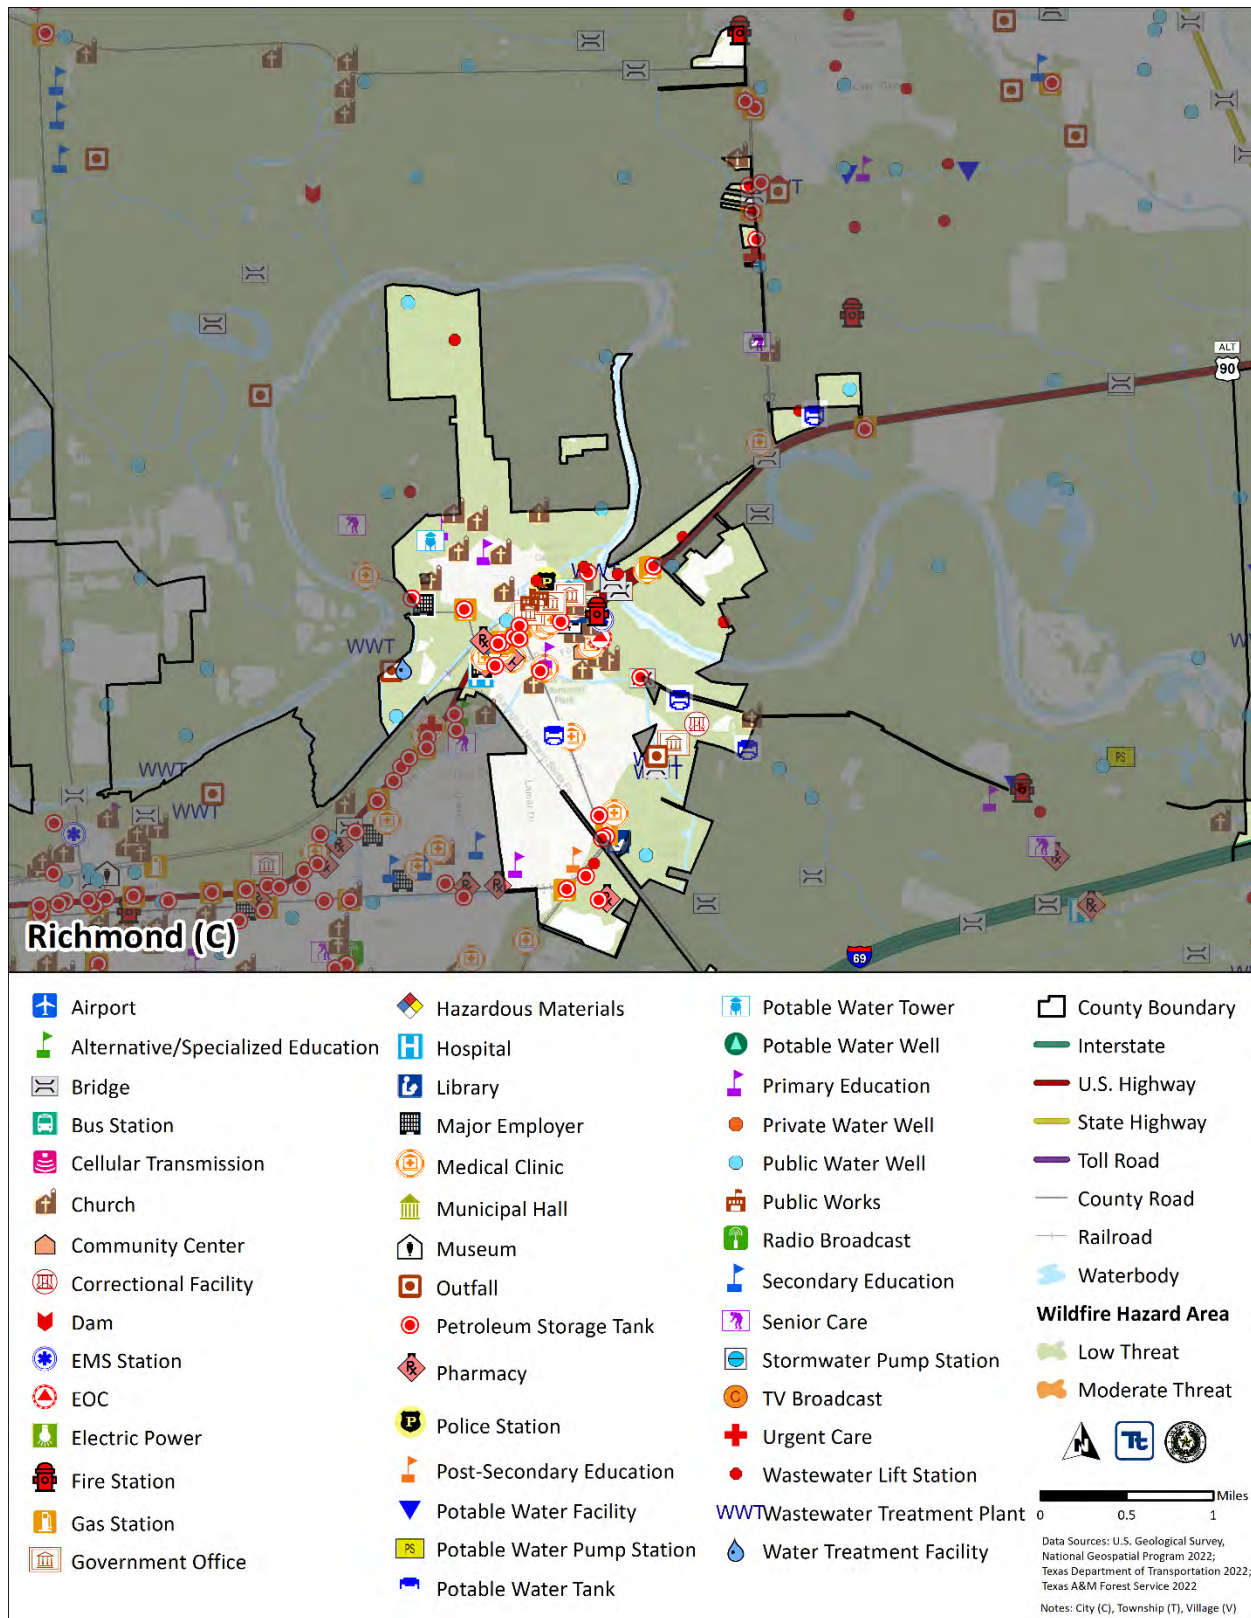 ALT
90
WWT
WWT
WWT
WWT
PS
Lamar Dr
69
Richmond (C)
Airport
Alternative/Specialized Education
Bridge
Bus Station
Cellular Transmission
Church
Community Center
Correctional Facility
Dam
EMS Station
EOC
Electric Power
Fire Station
Gas Station
Government Office
Hazardous Materials
H Hospital
Library
Major Employer
Medical Clinic
Municipal Hall
Museum
Outfall
Petroleum Storage Tank
Rx Pharmacy
P Police Station
Post-Secondary Education
Potable Water Facility
PS Potable Water Pump Station
Potable Water Tank
Potable Water Tower
Potable Water Well
Primary Education
Private Water Well
Public Water Well
Public Works
Radio Broadcast
Secondary Education
Senior Care
Stormwater Pump Station
C TV Broadcast
Urgent Care
Wastewater Lift Station
WWT Wastewater Treatment Plant
Water Treatment Facility
County Boundary
Interstate
U.S. Highway
State Highway
Toll Road
County Road
Railroad
Waterbody
Wildfire Hazard Area
Low Threat
Moderate Threat
N Tt
Miles
0 0.5 1
Data Sources: U.S. Geological Survey,
National Geospatial Program 2022;
Texas Department of Transportation 2022;
Texas A&M Forest Service 2022
Notes: City (C), Township (T), Village (V)